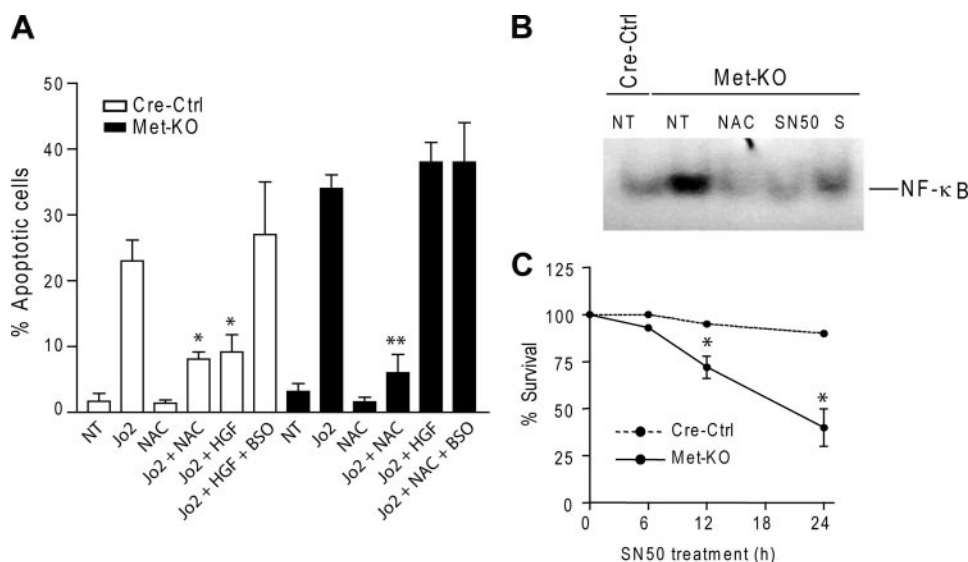 A
50
40
30
20
10
0
% Apoptotic cells
Cre-Ctrl
Met-KO
*
*
**
NT
Jo2
NAC
Jo2 + NAC
Jo2 + HGF
Jo2 + HGF + BSO
NT
Jo2
NAC
Jo2 + NAC
Jo2 + HGF
Jo2 + NAC + BSO
B
Cre-Ctrl
Met-KO
NT NT NAC SN50 S
NF-κB
C
125
100
75
50
25
0
% Survival
*
*
Cre-Ctrl
Met-KO
0 6 12 18 24
SN50 treatment (h)